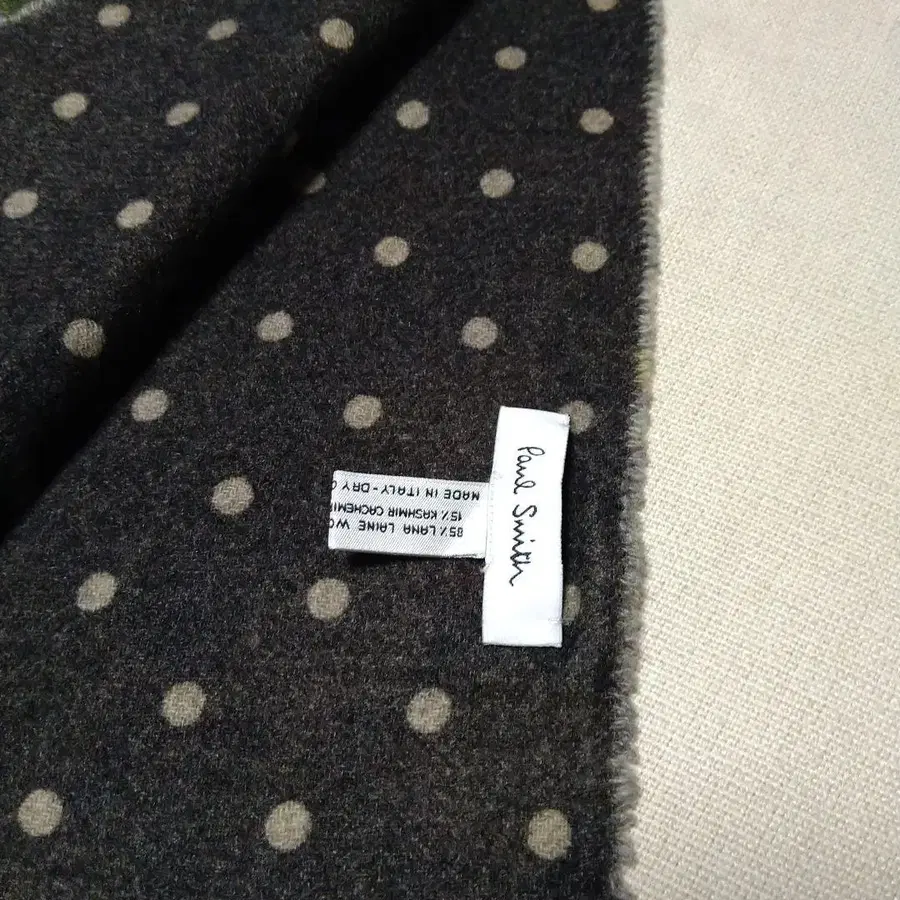 Paul Smith
85% LANA LAINE WO
15% KASHMIR CACHEMI
MADE IN ITALY-DRY C